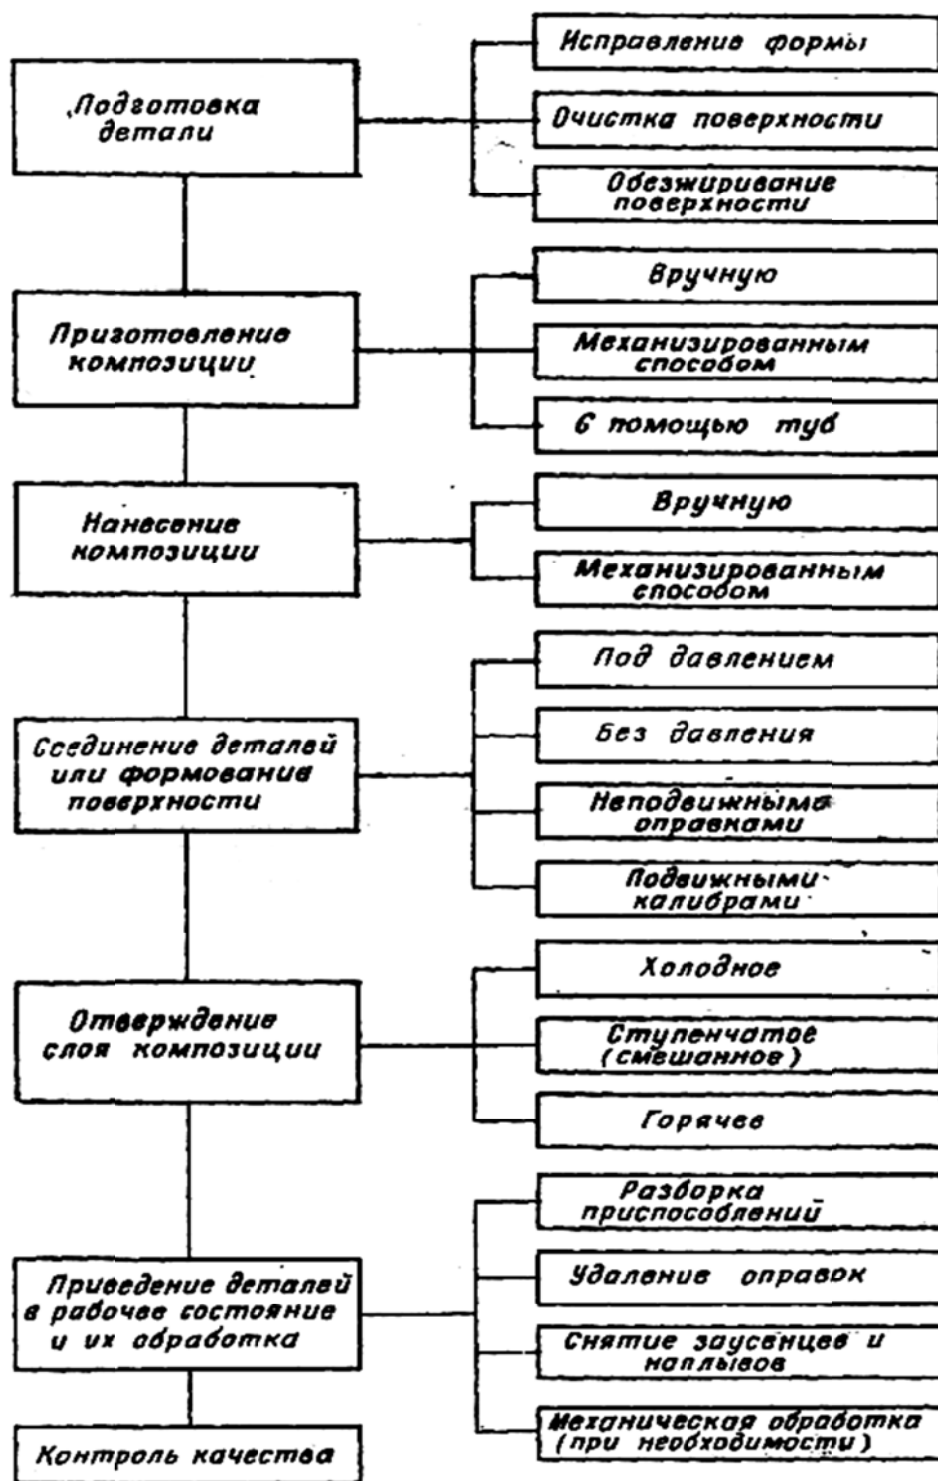 Подготовка
детали
Исправление формы
Очистка поверхности
Обезжиривание
поверхности
Приготовление
композиции
Вручную
Механизированным
способом
С помощью туб
Нанесение
композиции
Вручную
Механизированным
способом
Соединение деталей
или формование
поверхности
Под давлением
Без давления
Неподвижными
оправками
Подвижными
калибрами
Отверждение
слоя композиции
Холодное
Ступенчатое
(смешанное)
Горячее
Приведение деталей
в рабочее состояние
и их обработка
Разборка
приспособлений
Удаление оправок
Снятие заусенцев и
наплывов
Механическая обработка
(при необходимости)
Контроль качества